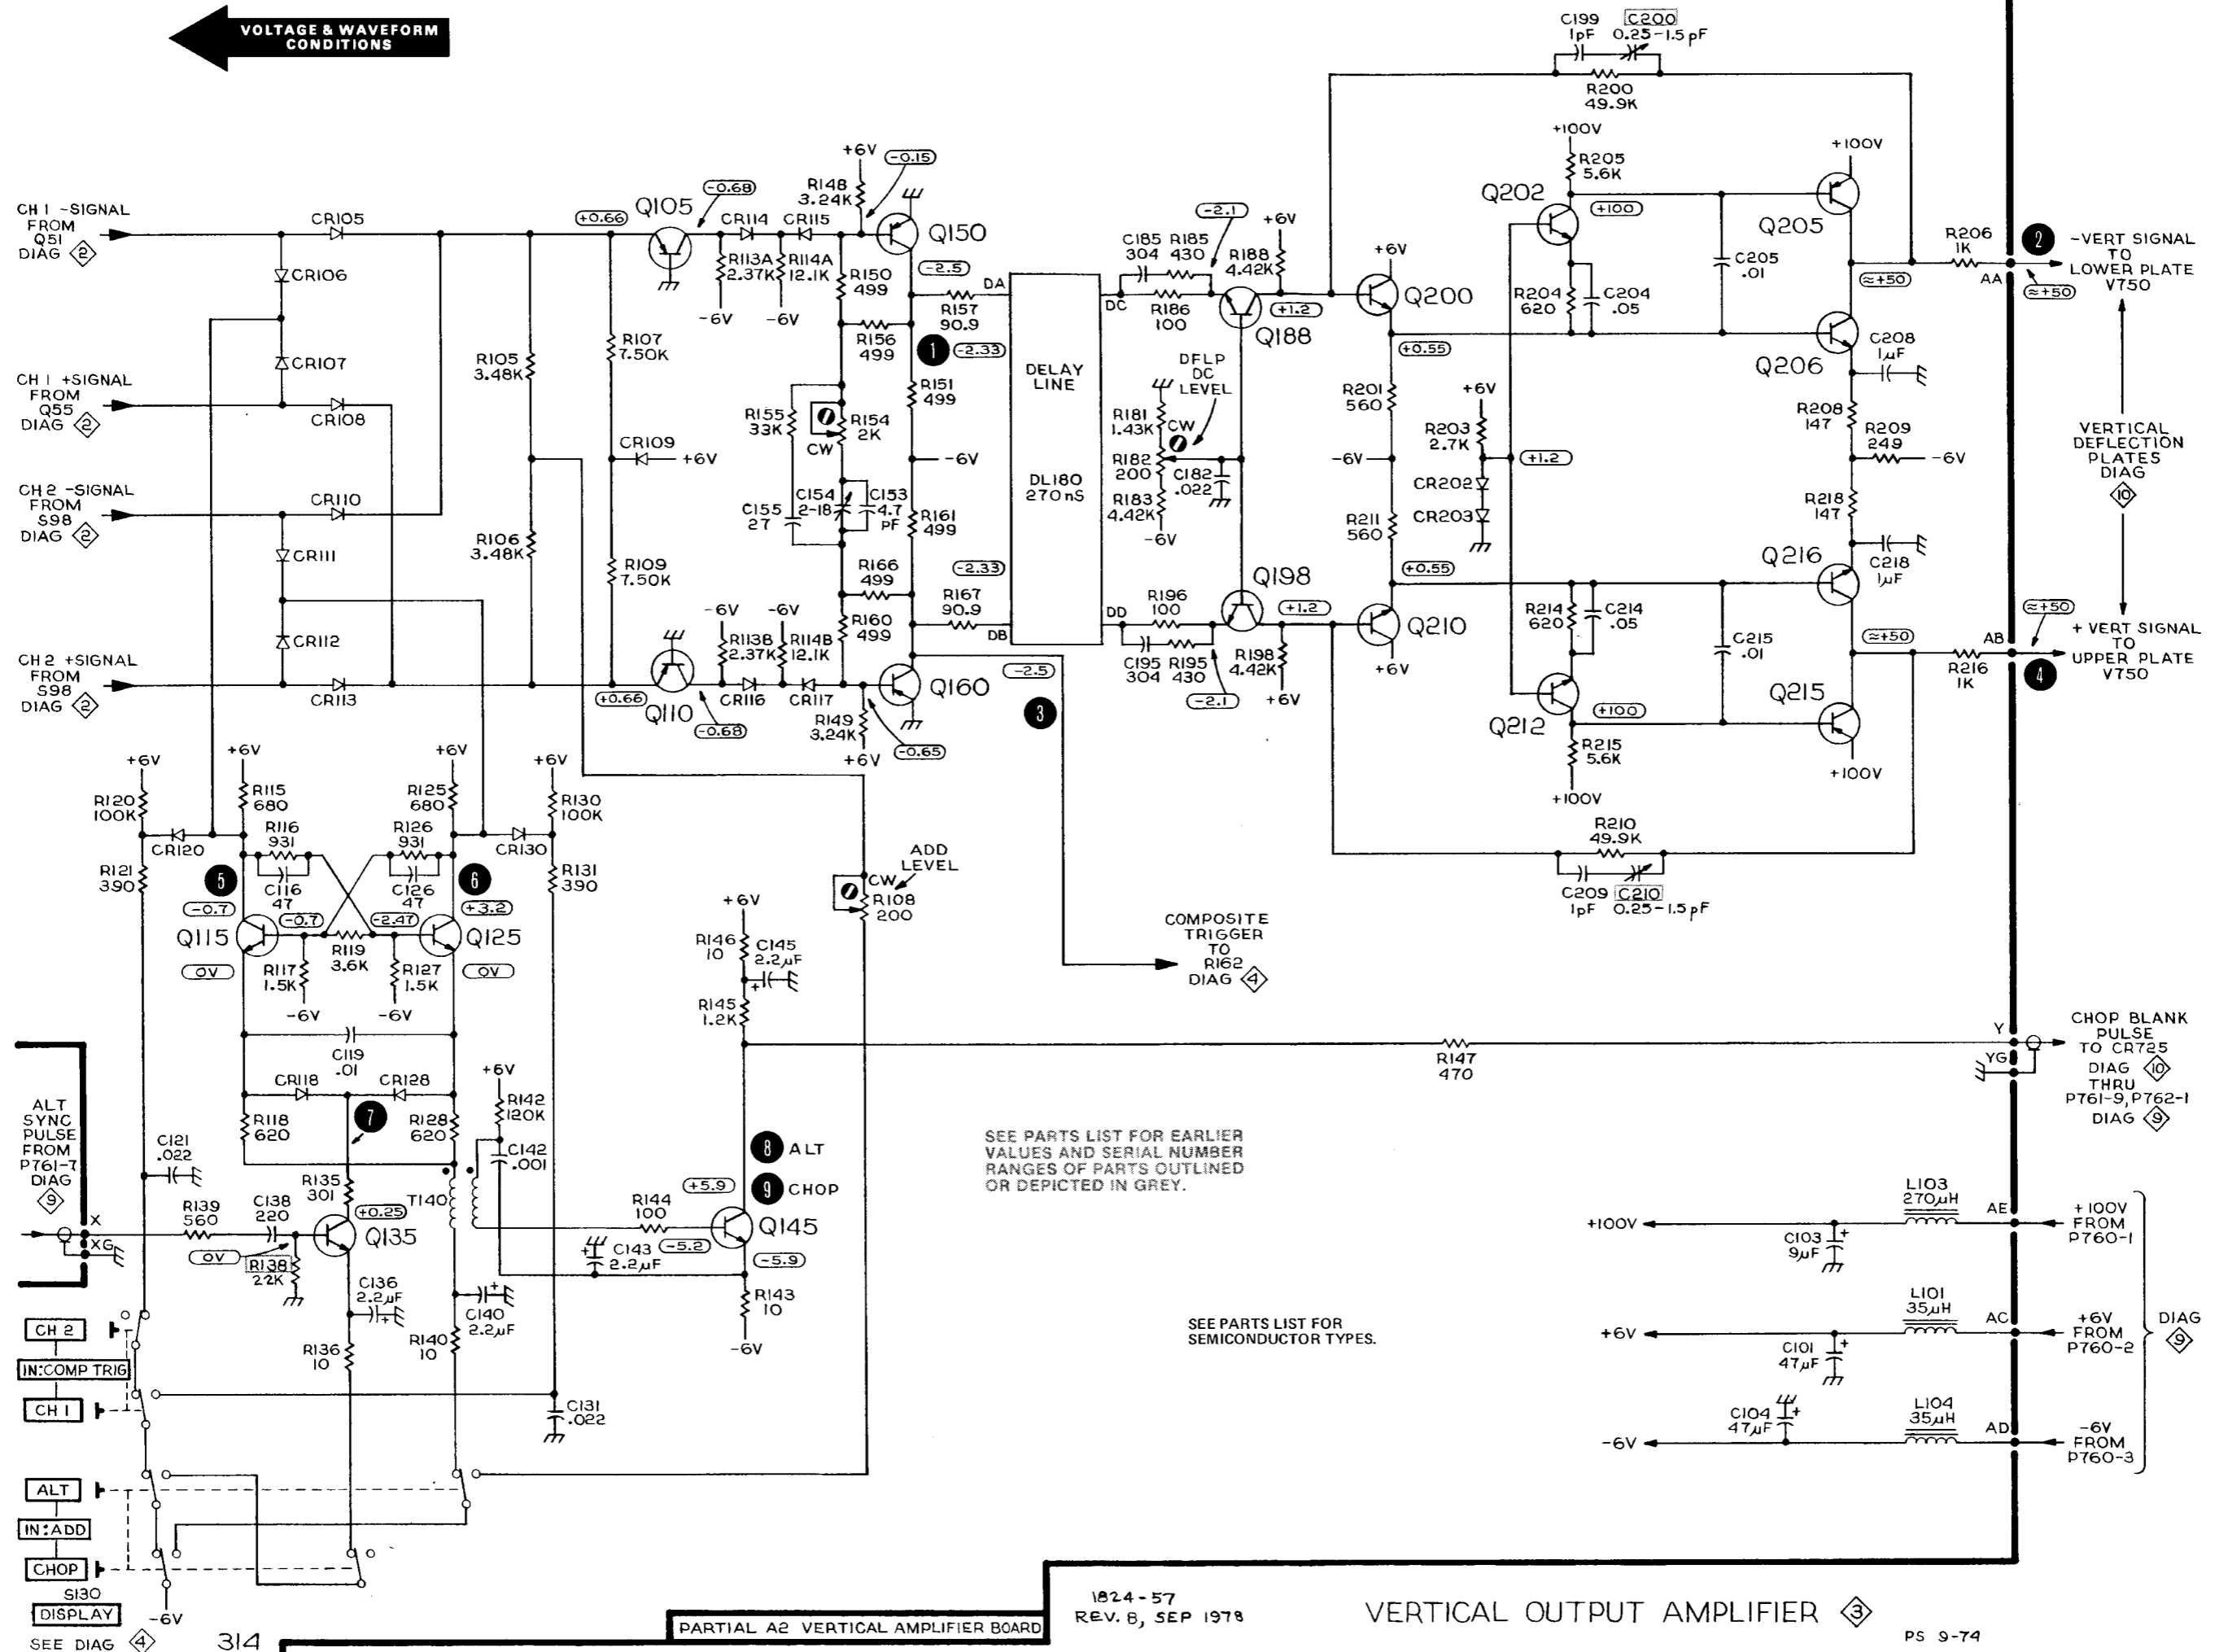 VOLTAGE & WAVEFORM
CONDITIONS
C199
1pF
C200
0.25-1.5pF
R200
49.9K
+100V
R205
5.6K
+100V
+6V
-0.15
R148
3.24K
Q202
+100
Q205
CH 1 -SIGNAL
FROM
Q51
DIAG 2
CR105
+0.66
Q105
-0.68
CR114
CR115
Q150
R113A
2.37K
R114A
12.1K
-6V
-6V
R150
499
-2.5
DA
R157
90.9
-2.1
C185
304
R185
430
DC
R186
100
R188
4.42K
+6V
+1.2
Q188
+6V
Q200
R204
620
C204
.05
C205
.01
≈+50
R206
1K
AA
2
≈+50
-VERT SIGNAL
TO
LOWER PLATE
V750
CR106
R156
499
1
-2.33
+0.55
Q206
C208
1µF
CH 1 +SIGNAL
FROM
Q55
DIAG 2
CR107
CR108
R105
3.48K
R107
7.50K
CR109
+6V
R155
33K
R154
2K
CW
R151
499
-6V
DELAY
LINE
DL180
270nS
DFLP
DC
LEVEL
R181
1.43K
CW
R182
200
R183
4.42K
-6V
C182
.022
R201
560
-6V
R211
560
+6V
R203
2.7K
+1.2
CR202
CR203
R208
147
R209
249
-6V
R218
147
VERTICAL
DEFLECTION
PLATES
DIAG
10
CH 2 -SIGNAL
FROM
S98
DIAG 2
CR110
CR111
R106
3.48K
R109
7.50K
C155
27
C154
2-18
C153
4.7
pF
R161
499
Q216
C218
1µF
R166
499
-2.33
R167
90.9
DB
DD
R196
100
Q198
+1.2
C195
304
R195
430
R198
4.42K
-2.1
+6V
+0.55
Q210
+6V
R214
620
C214
.05
C215
.01
≈+50
AB
≈+50
R216
1K
4
+ VERT SIGNAL
TO
UPPER PLATE
V750
CR112
CH 2 +SIGNAL
FROM
S98
DIAG 2
CR113
+0.66
Q110
-0.68
-6V
-6V
R113B
2.37K
R114B
12.1K
CR116
CR117
R160
499
Q160
-2.5
3
R149
3.24K
+6V
-0.65
Q212
+100
Q215
R215
5.6K
+100V
+100V
R210
49.9K
C209
1pF
C210
0.25-1.5pF
+6V
R120
100K
+6V
R115
680
+6V
R125
680
+6V
R130
100K
CR120
R116
931
R126
931
CR130
R121
390
5
C116
47
C126
47
6
R131
390
-0.7
-0.7
-2.47
+3.2
Q115
Q125
0V
R117
1.5K
R119
3.6K
R127
1.5K
0V
-6V
-6V
C119
.01
CR118
CR128
7
R118
620
R128
620
ADD
LEVEL
CW
R108
200
+6V
R146
10
C145
2.2µF
R145
1.2K
COMPOSITE
TRIGGER
TO
R162
DIAG 4
R147
470
Y
YG
CHOP BLANK
PULSE
TO CR725
DIAG 10
THRU
P761-9, P762-1
DIAG 9
+6V
R142
120K
C142
.001
ALT
SYNC
PULSE
FROM
P761-7
DIAG
9
C121
.022
X
XG
R139
560
C138
220
R135
301
+0.25
Q135
0V
R138
22K
C136
2.2µF
R136
10
T140
C140
2.2µF
R140
10
8 ALT
9 CHOP
R144
100
+5.9
Q145
-5.2
-5.9
C143
2.2µF
R143
10
-6V
SEE PARTS LIST FOR EARLIER
VALUES AND SERIAL NUMBER
RANGES OF PARTS OUTLINED
OR DEPICTED IN GREY.
SEE PARTS LIST FOR
SEMICONDUCTOR TYPES.
L103
270µH
+100V
C103
9µF
AE
+100V
FROM
P760-1
L101
35µH
+6V
C101
47µF
AC
+6V
FROM
P760-2
L104
35µH
-6V
C104
47µF
AD
-6V
FROM
P760-3
DIAG
9
CH 2
IN:COMP TRIG
CH 1
C131
.022
ALT
IN:ADD
CHOP
S130
DISPLAY
SEE DIAG 4
-6V
314
PARTIAL A2 VERTICAL AMPLIFIER BOARD
1824-57
REV. B, SEP 1978
VERTICAL OUTPUT AMPLIFIER 3
PS 9-74